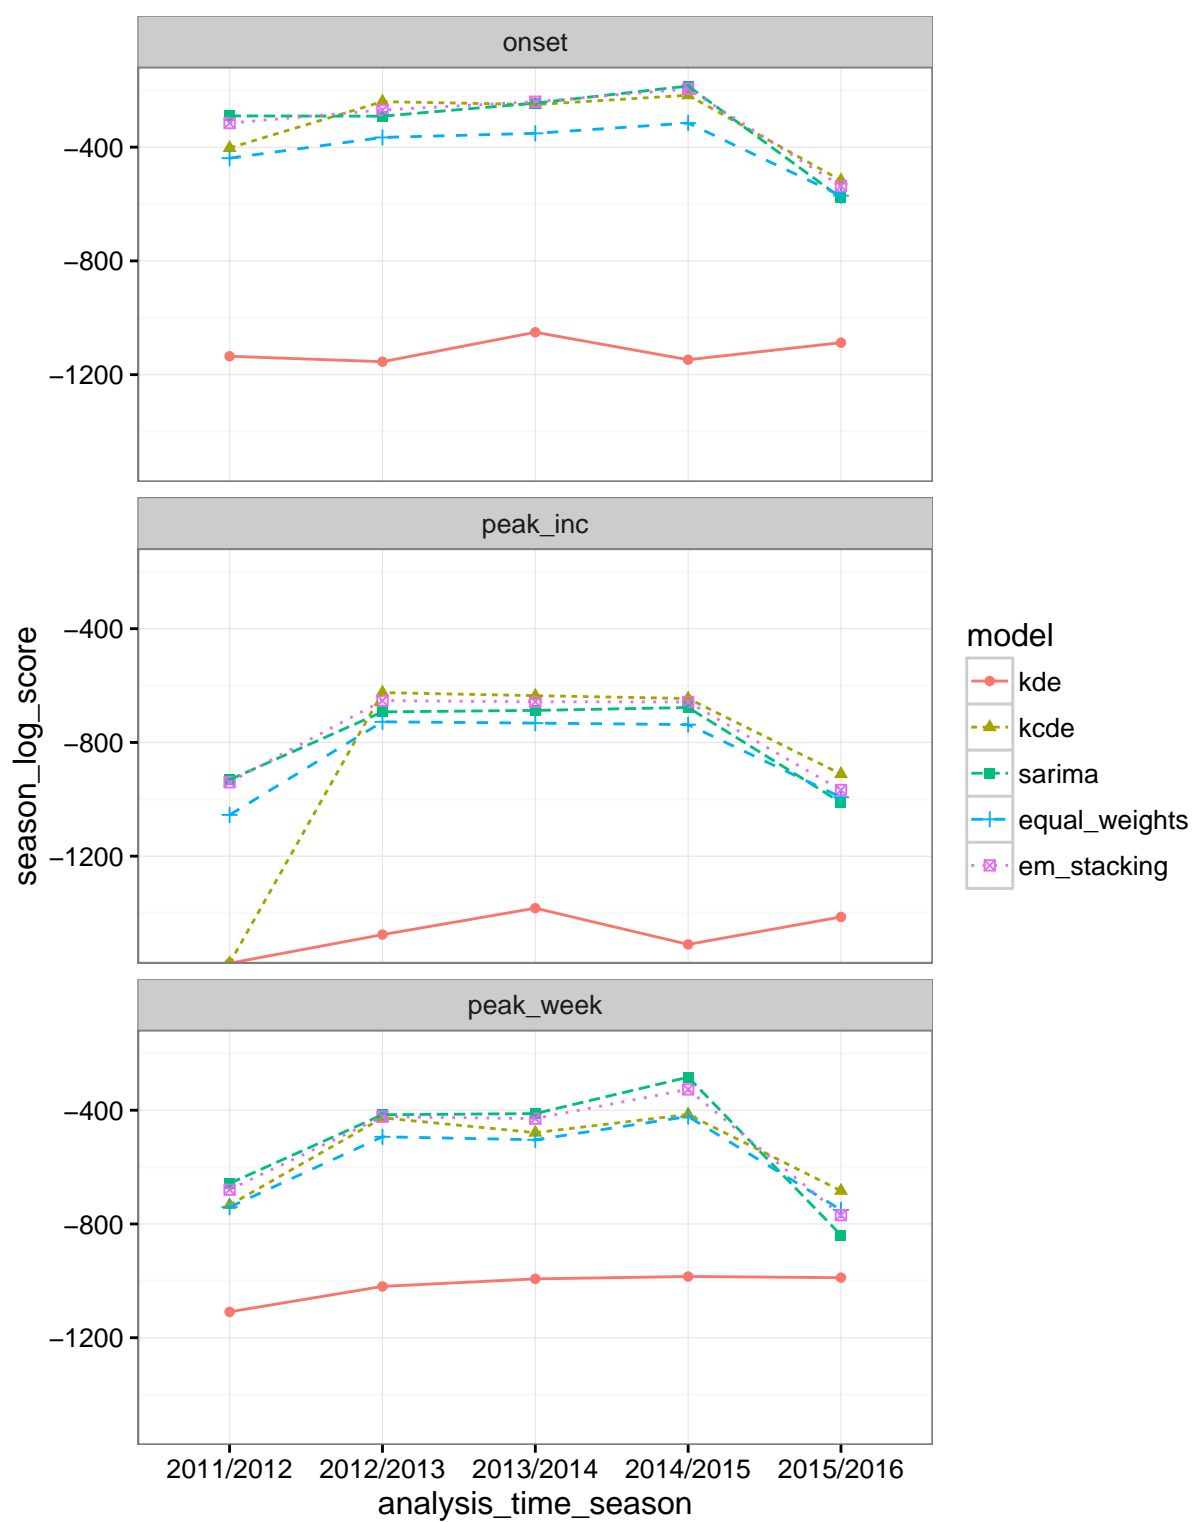 onset
−400
−800
−1200
peak_inc
−400
−800
−1200
peak_week
−400
−800
−1200
2011/2012 2012/2013 2013/2014 2014/2015 2015/2016
analysis_time_season
season_log_score
model
kde
kcde
sarima
equal_weights
em_stacking